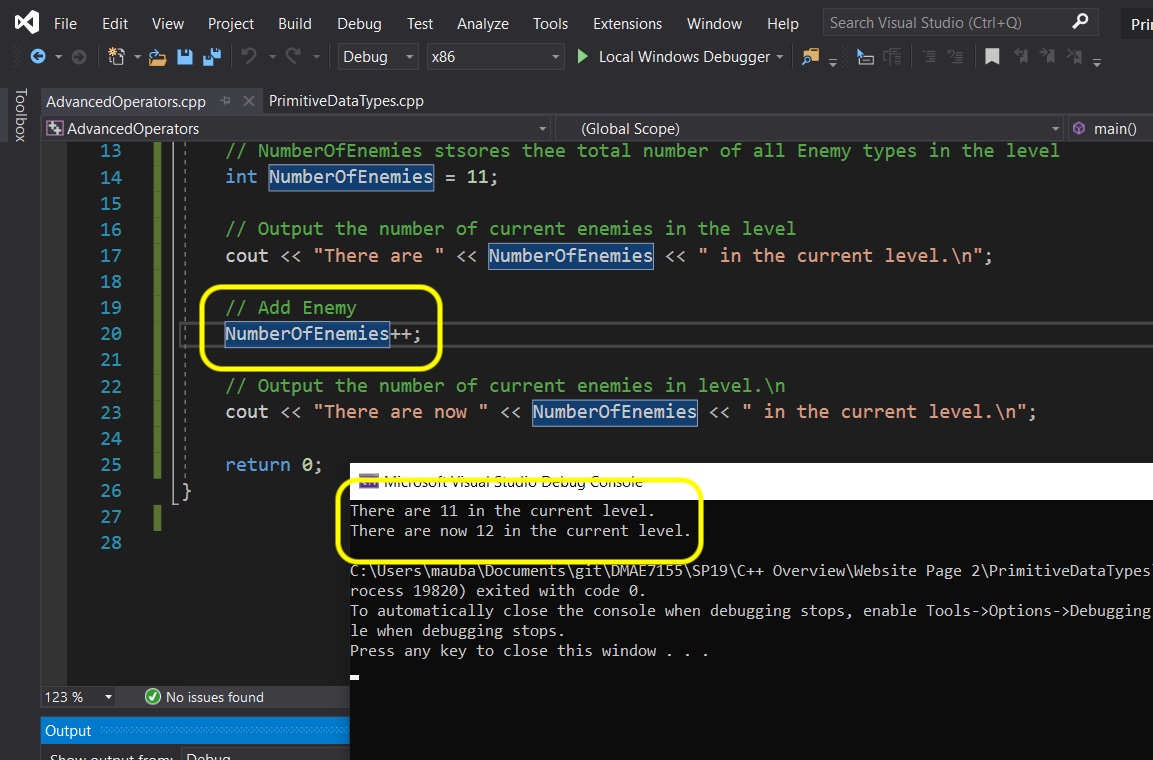 File Edit View Project Build Debug Test Analyze Tools Extensions Window Help Search Visual Studio (Ctrl+Q)
Debug x86 Local Windows Debugger
Toolbox
AdvancedOperators.cpp PrimitiveDataTypes.cpp
AdvancedOperators (Global Scope) main()
13 // NumberOfEnemies stsores thee total number of all Enemy types in the level
14 int NumberOfEnemies = 11;
15
16 // Output the number of current enemies in the level
17 cout << "There are " << NumberOfEnemies << " in the current level.\n";
18
19 // Add Enemy
20 NumberOfEnemies++;
21
22 // Output the number of current enemies in level.\n
23 cout << "There are now " << NumberOfEnemies << " in the current level.\n";
24
25 return 0;
26 }
27
28
Microsoft Visual Studio Debug Console
There are 11 in the current level.
There are now 12 in the current level.
C:\Users\mauba\Documents\git\DMAE7155\SP19\C++ Overview\Website Page 2\PrimitiveDataTypes
rocess 19820) exited with code 0.
To automatically close the console when debugging stops, enable Tools->Options->Debugging
le when debugging stops.
Press any key to close this window . . .
123 % No issues found
Output
Show output from: Debug